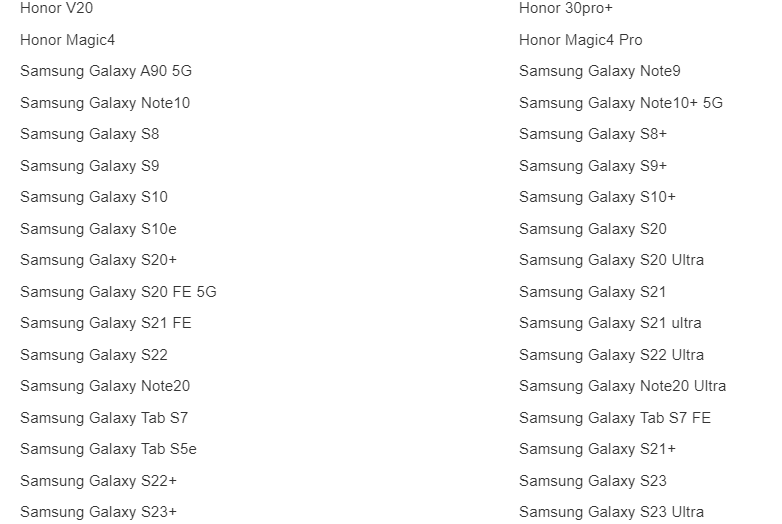 Honor V20 Honor 30pro+
Honor Magic4 Honor Magic4 Pro
Samsung Galaxy A90 5G Samsung Galaxy Note9
Samsung Galaxy Note10 Samsung Galaxy Note10+ 5G
Samsung Galaxy S8 Samsung Galaxy S8+
Samsung Galaxy S9 Samsung Galaxy S9+
Samsung Galaxy S10 Samsung Galaxy S10+
Samsung Galaxy S10e Samsung Galaxy S20
Samsung Galaxy S20+ Samsung Galaxy S20 Ultra
Samsung Galaxy S20 FE 5G Samsung Galaxy S21
Samsung Galaxy S21 FE Samsung Galaxy S21 ultra
Samsung Galaxy S22 Samsung Galaxy S22 Ultra
Samsung Galaxy Note20 Samsung Galaxy Note20 Ultra
Samsung Galaxy Tab S7 Samsung Galaxy Tab S7 FE
Samsung Galaxy Tab S5e Samsung Galaxy S21+
Samsung Galaxy S22+ Samsung Galaxy S23
Samsung Galaxy S23+ Samsung Galaxy S23 Ultra